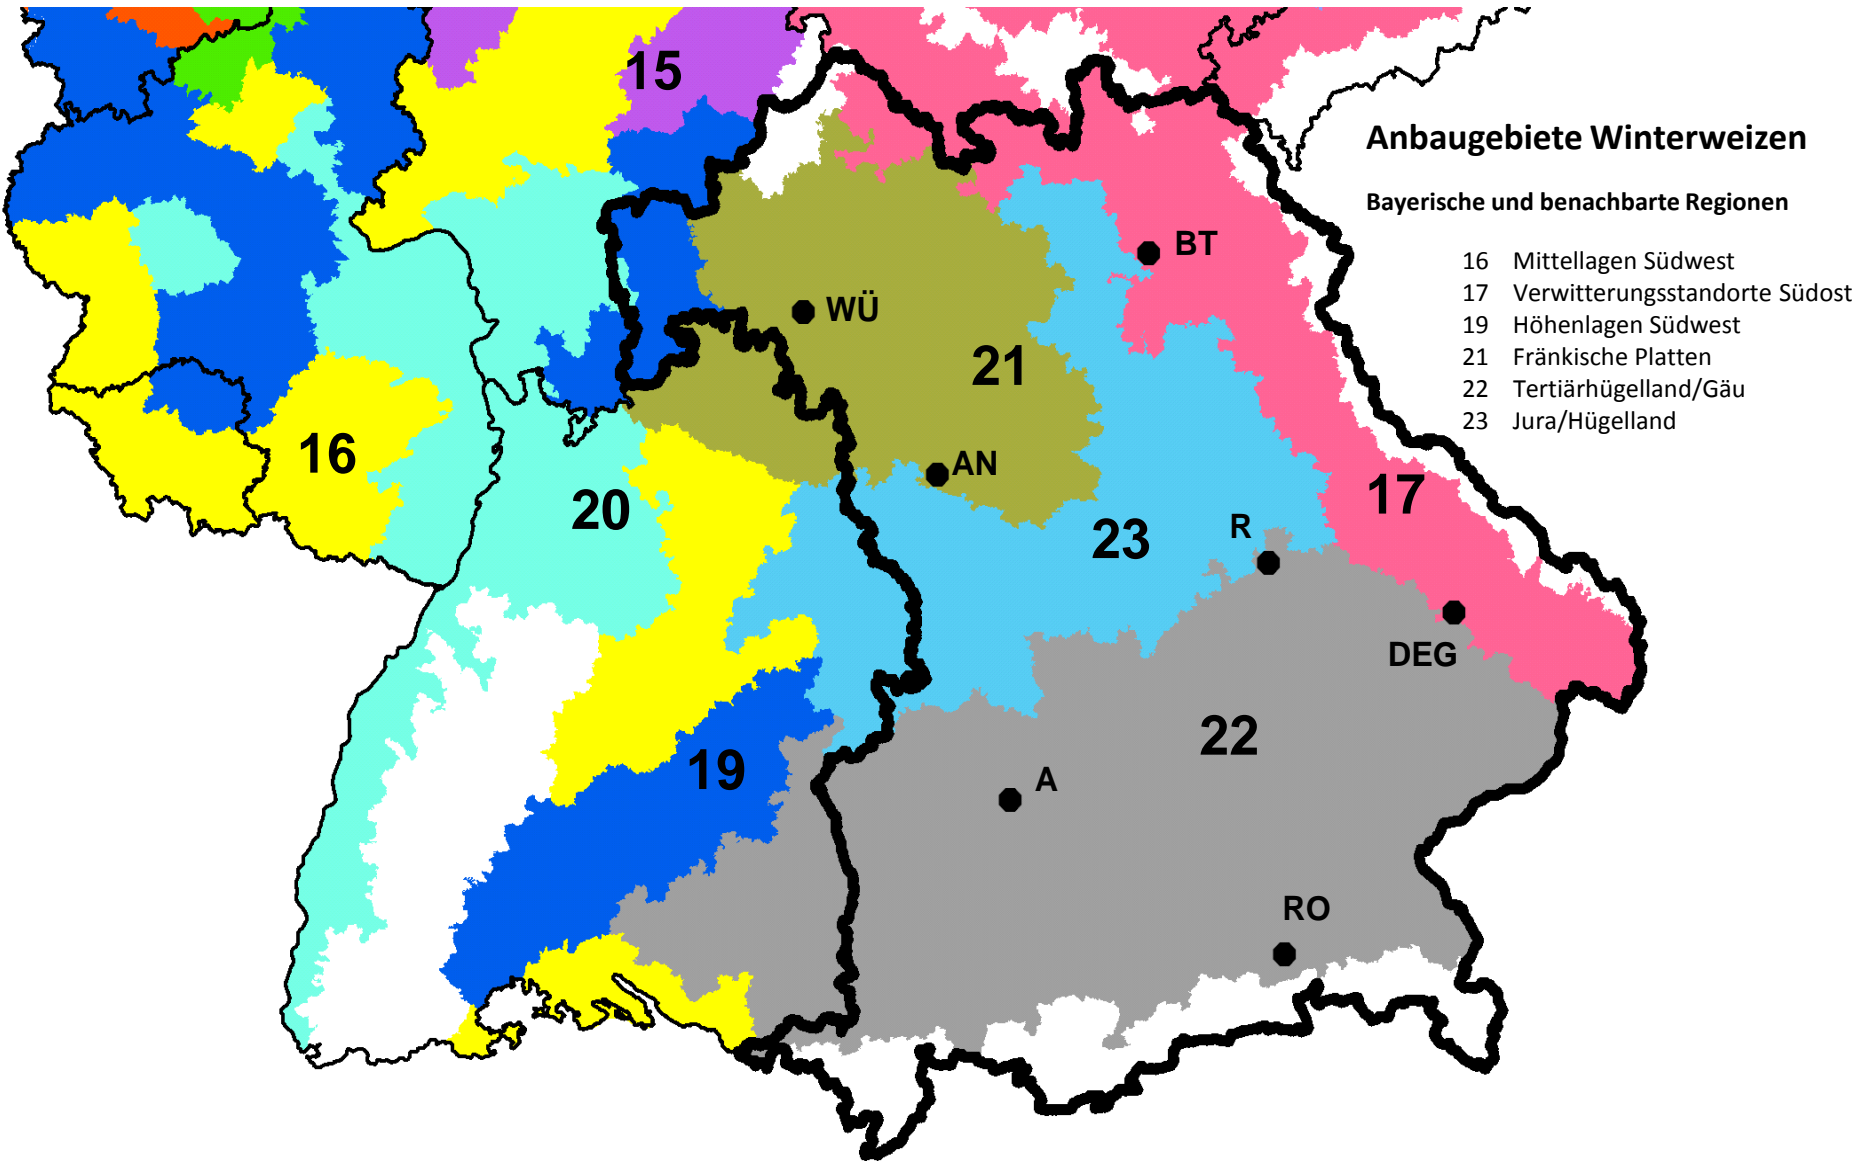 15
Anbaugebiete Winterweizen
Bayerische und benachbarte Regionen
16 Mittellagen Südwest
17 Verwitterungsstandorte Südost
19 Höhenlagen Südwest
21 Fränkische Platten
22 Tertiärhügelland/Gäu
23 Jura/Hügelland
BT
WÜ
21
16
AN
17
20
R
23
DEG
22
19
A
RO